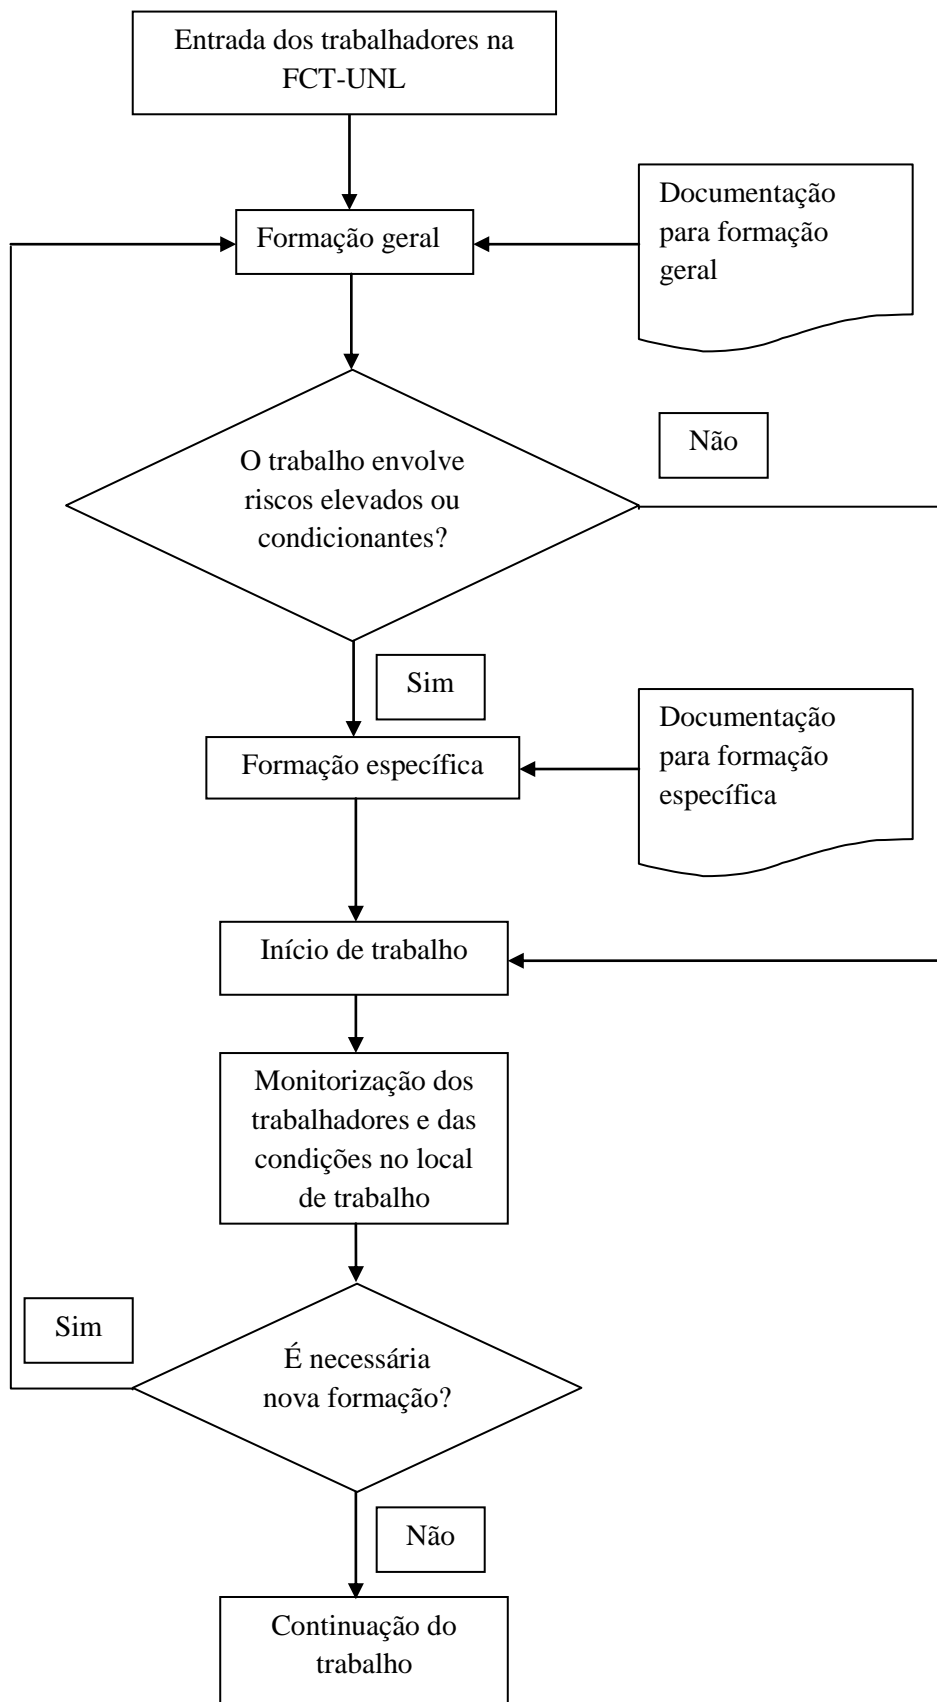 Entrada dos trabalhadores na
FCT-UNL
Formação geral
Documentação
para formação
geral
Não
O trabalho envolve
riscos elevados ou
condicionantes?
Sim
Formação específica
Documentação
para formação
específica
Início de trabalho
Monitorização dos
trabalhadores e das
condições no local
de trabalho
Sim
É necessária
nova formação?
Não
Continuação do
trabalho